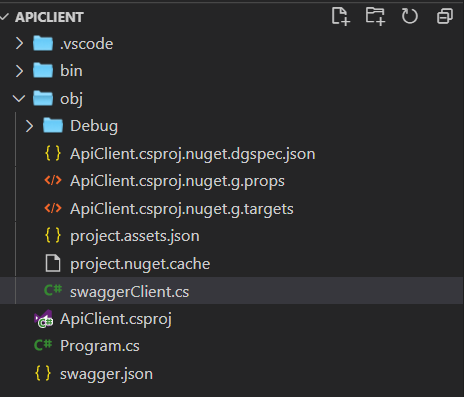 APICLIENT
.vscode
bin
obj
Debug
ApiClient.csproj.nuget.dgspec.json
ApiClient.csproj.nuget.g.props
ApiClient.csproj.nuget.g.targets
project.assets.json
project.nuget.cache
C# swaggerClient.cs
ApiClient.csproj
C# Program.cs
swagger.json